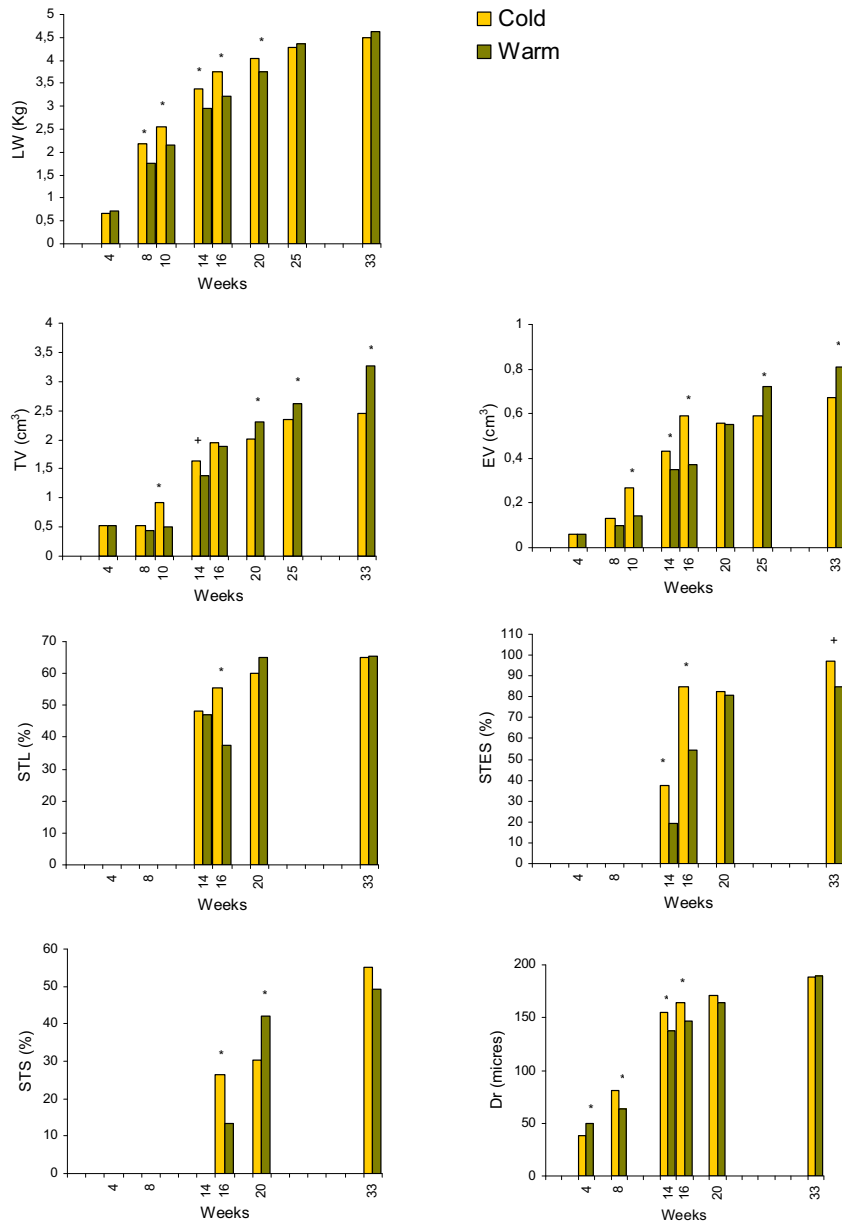 Cold
Warm
5
4,5
4
3,5
3
2,5
2
1,5
1
0,5
0
LW (Kg)
* * * * *
4 8 10 14 16 20 25 33
Weeks
4
3,5
3
2,5
2
1,5
1
0,5
0
TV (cm³)
* + * * *
4 8 10 14 16 20 25 33
Weeks
1
0,8
0,6
0,4
0,2
0
EV (cm³)
* * * * *
4 8 10 14 16 20 25 33
Weeks
70
60
50
40
30
20
10
0
STL (%)
*
4 8 14 16 20 33
Weeks
110
100
90
80
70
60
50
40
30
20
10
0
STES (%)
* * +
4 8 14 16 20 33
Weeks
60
50
40
30
20
10
0
STS (%)
* *
4 8 14 16 20 33
Weeks
200
150
100
50
0
Dr (micres)
* * * *
4 8 14 16 20 33
Weeks